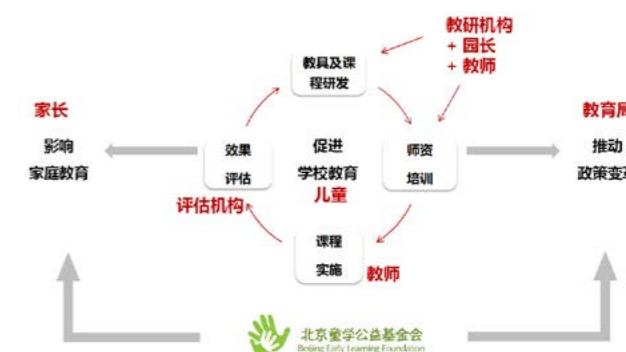 教研机构
+ 园长
+ 教师
教具及课
程研发
家长
影响
家庭教育
效果
评估
促进
学校教育
儿童
师资
培训
教育局
推动
政策变革
评估机构
课程
实施
教师
北京童学公益基金会
Beijing Early Learning Foundation